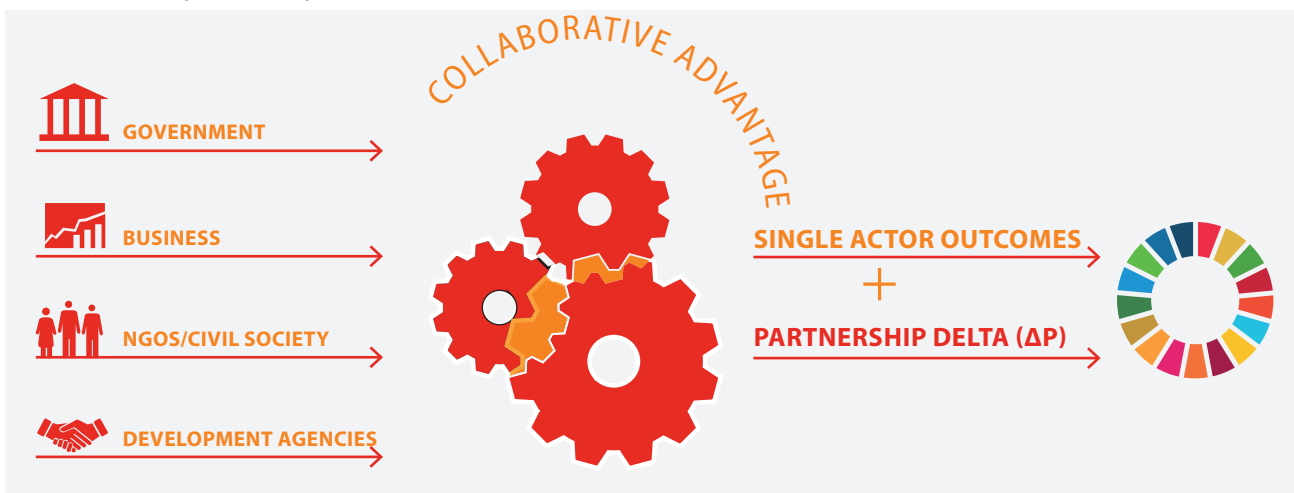 COLLABORATIVE ADVANTAGE
GOVERNMENT
BUSINESS
NGOS/CIVIL SOCIETY
DEVELOPMENT AGENCIES
SINGLE ACTOR OUTCOMES
+
PARTNERSHIP DELTA (ΔP)